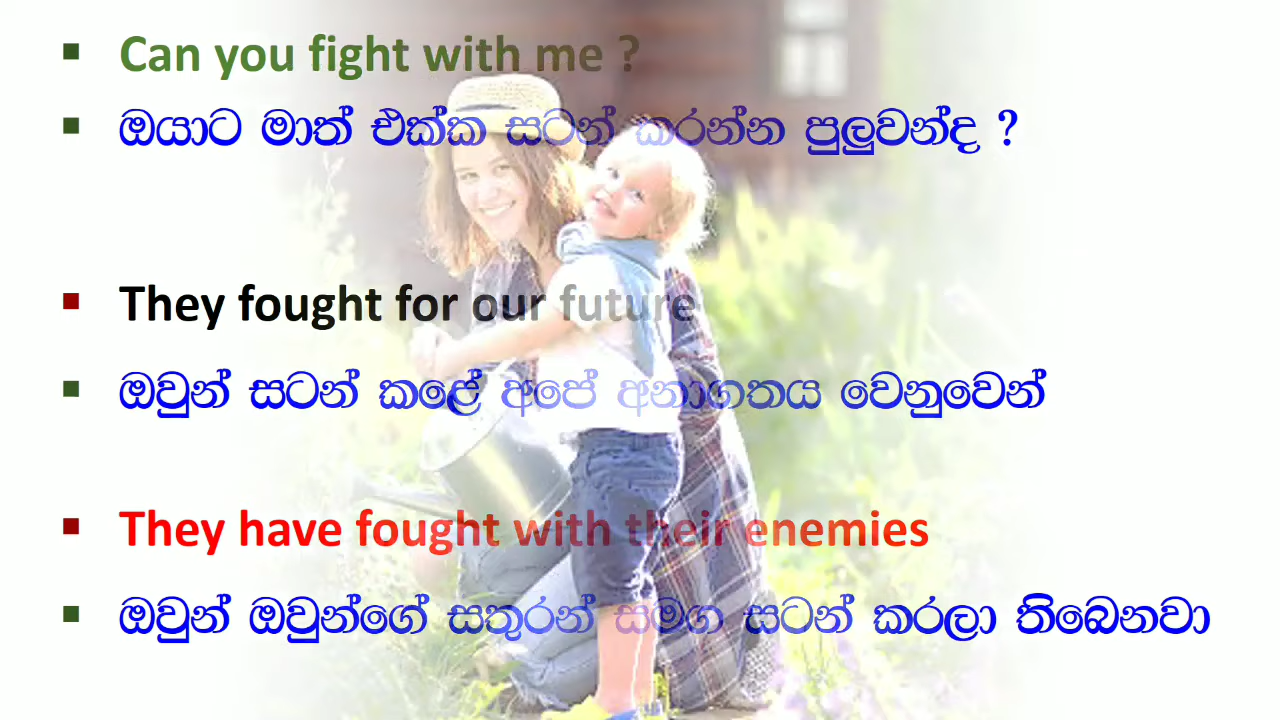 Can you fight with me ?
ඔයාට මාත් එක්ක සටන් කරන්න පුලුවන්ද ?
They fought for our future
ඔවුන් සටන් කළේ අපේ අනාගතය වෙනුවෙන්
They have fought with their enemies
ඔවුන් ඔවුන්ගේ සතුරන් සමග සටන් කරලා තිබෙනවා